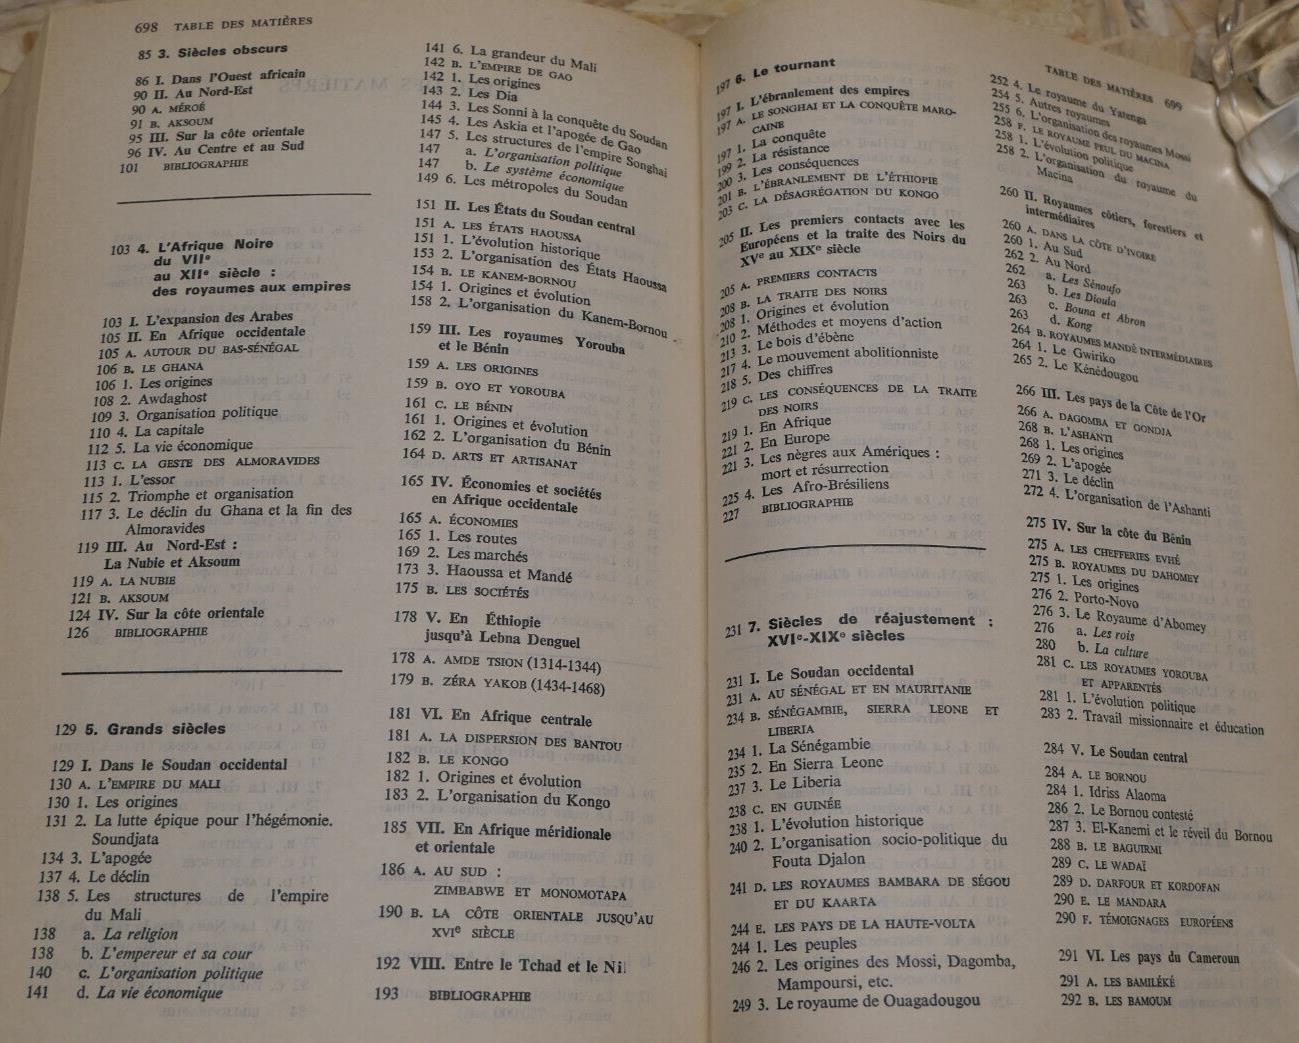 698 TABLE DES MATIÈRES
85 3. Siècles obscurs
86 I. Dans l'Ouest africain
90 II. Au Nord-Est
90 A. MÉROÉ
91 B. AKSOUM
95 III. Sur la côte orientale
96 IV. Au Centre et au Sud
101 BIBLIOGRAPHIE
103 4. L'Afrique Noire
du VIIᵉ
au XIIᵉ siècle :
des royaumes aux empires
103 I. L'expansion des Arabes
105 II. En Afrique occidentale
105 A. AUTOUR DU BAS-SÉNÉGAL
106 B. LE GHANA
106 1. Les origines
108 2. Awdaghost
109 3. Organisation politique
110 4. La capitale
112 5. La vie économique
113 C. LA GESTE DES ALMORAVIDES
113 1. L'essor
115 2. Triomphe et organisation
117 3. Le déclin du Ghana et la fin des
Almoravides
119 III. Au Nord-Est :
La Nubie et Aksoum
119 A. LA NUBIE
121 B. AKSOUM
124 IV. Sur la côte orientale
126 BIBLIOGRAPHIE
129 5. Grands siècles
129 I. Dans le Soudan occidental
130 A. L'EMPIRE DU MALI
130 1. Les origines
131 2. La lutte épique pour l'hégémonie.
Soundjata
134 3. L'apogée
137 4. Le déclin
138 5. Les structures de l'empire
du Mali
138 a. La religion
138 b. L'empereur et sa cour
140 c. L'organisation politique
141 d. La vie économique
141 6. La grandeur du Mali
142 B. L'EMPIRE DE GAO
142 1. Les origines
143 2. Les Dia
144 3. Les Sonni à la conquête du Soudan
145 4. Les Askia et l'apogée de Gao
147 5. Les structures de l'empire Songhai
147 a. L'organisation politique
147 b. Le système économique
149 6. Les métropoles du Soudan
151 II. Les États du Soudan central
151 A. LES ÉTATS HAOUSSA
151 1. L'évolution historique
153 2. L'organisation des États Haoussa
154 B. LE KANEM-BORNOU
154 1. Origines et évolution
158 2. L'organisation du Kanem-Bornou
159 III. Les royaumes Yorouba
et le Bénin
159 A. LES ORIGINES
159 B. OYO ET YOROUBA
161 C. LE BÉNIN
161 1. Origines et évolution
162 2. L'organisation du Bénin
164 D. ARTS ET ARTISANAT
165 IV. Économies et sociétés
en Afrique occidentale
165 A. ÉCONOMIES
165 1. Les routes
169 2. Les marchés
173 3. Haoussa et Mandé
175 B. LES SOCIÉTÉS
178 V. En Éthiopie
jusqu'à Lebna Denguel
178 A. AMDE TSION (1314-1344)
179 B. ZÉRA YAKOB (1434-1468)
181 VI. En Afrique centrale
181 A. LA DISPERSION DES BANTOU
182 B. LE KONGO
182 1. Origines et évolution
183 2. L'organisation du Kongo
185 VII. En Afrique méridionale
et orientale
186 A. AU SUD :
ZIMBABWE ET MONOMOTAPA
190 B. LA CÔTE ORIENTALE JUSQU'AU
XVIᵉ SIÈCLE
192 VIII. Entre le Tchad et le Nil
193 BIBLIOGRAPHIE
197 6. Le tournant
197 I. L'ébranlement des empires
197 A. LE SONGHAI ET LA CONQUÊTE MARO-
CAINE
197 1. La conquête
199 2. La résistance
200 3. Les conséquences
201 B. L'ÉBRANLEMENT DE L'ÉTHIOPIE
203 C. LA DÉSAGRÉGATION DU KONGO
205 II. Les premiers contacts avec les
Européens et la traite des Noirs du
XVᵉ au XIXᵉ siècle
205 A. PREMIERS CONTACTS
208 B. LA TRAITE DES NOIRS
208 1. Origines et évolution
210 2. Méthodes et moyens d'action
213 3. Le bois d'ébène
217 4. Le mouvement abolitionniste
218 5. Des chiffres
219 C. LES CONSÉQUENCES DE LA TRAITE
DES NOIRS
219 1. En Afrique
221 2. En Europe
221 3. Les nègres aux Amériques :
mort et résurrection
225 4. Les Afro-Brésiliens
227 BIBLIOGRAPHIE
231 7. Siècles de réajustement :
XVIᵉ-XIXᵉ siècles
231 I. Le Soudan occidental
231 A. AU SÉNÉGAL ET EN MAURITANIE
234 B. SÉNÉGAMBIE, SIERRA LEONE ET
LIBERIA
234 1. La Sénégambie
235 2. En Sierra Leone
237 3. Le Liberia
238 C. EN GUINÉE
238 1. L'évolution historique
240 2. L'organisation socio-politique du
Fouta Djalon
241 D. LES ROYAUMES BAMBARA DE SÉGOU
ET DU KAARTA
244 E. LES PAYS DE LA HAUTE-VOLTA
244 1. Les peuples
246 2. Les origines des Mossi, Dagomba,
Mampoursi, etc.
249 3. Le royaume de Ouagadougou
TABLE DES MATIÈRES 699
252 4. Le royaume du Yatenga
254 5. Autres royaumes
255 6. L'organisation des royaumes Mossi
258 F. LE ROYAUME PEUL DU MACINA
258 1. L'évolution politique
258 2. L'organisation du royaume du
Macina
260 II. Royaumes côtiers, forestiers et
intermédiaires
260 A. DANS LA CÔTE D'IVOIRE
260 1. Au Sud
262 2. Au Nord
262 a. Les Sénoufo
263 b. Les Dioula
263 c. Bouna et Abron
263 d. Kong
264 B. ROYAUMES MANDÉ INTERMÉDIAIRES
264 1. Le Gwiriko
265 2. Le Kénédougou
266 III. Les pays de la Côte de l'Or
266 A. DAGOMBA ET GONDJA
268 B. L'ASHANTI
268 1. Les origines
269 2. L'apogée
271 3. Le déclin
272 4. L'organisation de l'Ashanti
275 IV. Sur la côte du Bénin
275 A. LES CHEFFERIES EVHÉ
275 B. ROYAUMES DU DAHOMEY
275 1. Les origines
276 2. Porto-Novo
276 3. Le Royaume d'Abomey
276 a. Les rois
280 b. La culture
281 C. LES ROYAUMES YOROUBA
ET APPARENTÉS
281 1. L'évolution politique
283 2. Travail missionnaire et éducation
284 V. Le Soudan central
284 A. LE BORNOU
284 1. Idriss Alaoma
286 2. Le Bornou contesté
287 3. El-Kanemi et le réveil du Bornou
288 B. LE BAGUIRMI
289 C. LE WADAÏ
289 D. DARFOUR ET KORDOFAN
290 E. LE MANDARA
290 F. TÉMOIGNAGES EUROPÉENS
291 VI. Les pays du Cameroun
291 A. LES BAMILÉKÉ
292 B. LES BAMOUM